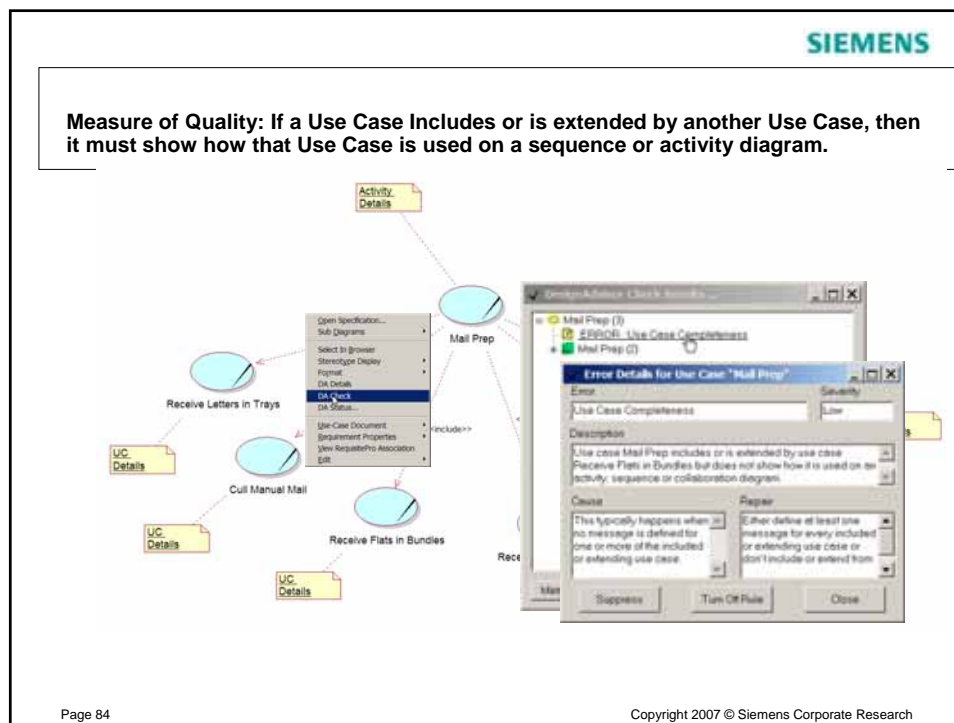 SIEMENS
Measure of Quality: If a Use Case Includes or is extended by another Use Case, then
it must show how that Use Case is used on a sequence or activity diagram.
Activity
Details
Mail Prep
Receive Letters in Trays
UC
Details
Cull Manual Mail
UC
Details
Receive Flats in Bundles
UC
Details
include>>
Rece
s
Open Specification...
Sub Diagrams
Select In Browser
Stereotype Display
Format
DA Details
DA Check
DA Status...
Use-Case Document
Requirement Properties
View RequisitePro Association
Edit
DesignAdvisor Check Results
Mail Prep (3)
ERROR: Use Case Completeness
Mail Prep (2)
Error Details for Use Case "Mail Prep"
Error
Severity
Use Case Completeness
Low
Description
Use case Mail Prep includes or is extended by use case
Receive Flats in Bundles but does not show how it is used on an
activity, sequence or collaboration
diagram.
Cause
Repair
This typically happens when
no message is defined for
one or more of the included
or extending use case.
Either define at least one
message for every included
or extending use case or
don't include or extend from
Suppress
Turn Off Rule
Close
Page 84
Copyright 2007 © Siemens Corporate Research